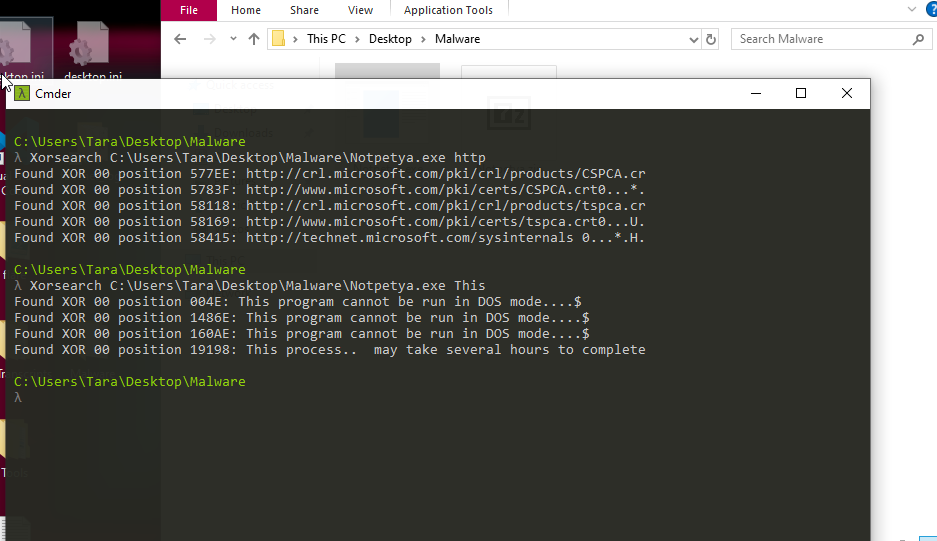 File Home Share View Application Tools
This PC > Desktop > Malware
Search Malware
desktop.ini
Cmder
C:\Users\Tara\Desktop\Malware
λ Xorsearch C:\Users\Tara\Desktop\Malware\Notpetya.exe http
Found XOR 00 position 577EE: http://crl.microsoft.com/pki/crl/products/CSPCA.cr
Found XOR 00 position 5783F: http://www.microsoft.com/pki/certs/CSPCA.crt0...*.
Found XOR 00 position 58118: http://crl.microsoft.com/pki/crl/products/tspca.cr
Found XOR 00 position 58169: http://www.microsoft.com/pki/certs/tspca.crt0...U.
Found XOR 00 position 58415: http://technet.microsoft.com/sysinternals 0...*.H.
C:\Users\Tara\Desktop\Malware
λ Xorsearch C:\Users\Tara\Desktop\Malware\Notpetya.exe This
Found XOR 00 position 004E: This program cannot be run in DOS mode....$
Found XOR 00 position 1486E: This program cannot be run in DOS mode....$
Found XOR 00 position 160AE: This program cannot be run in DOS mode....$
Found XOR 00 position 19198: This process..  may take several hours to complete
C:\Users\Tara\Desktop\Malware
λ